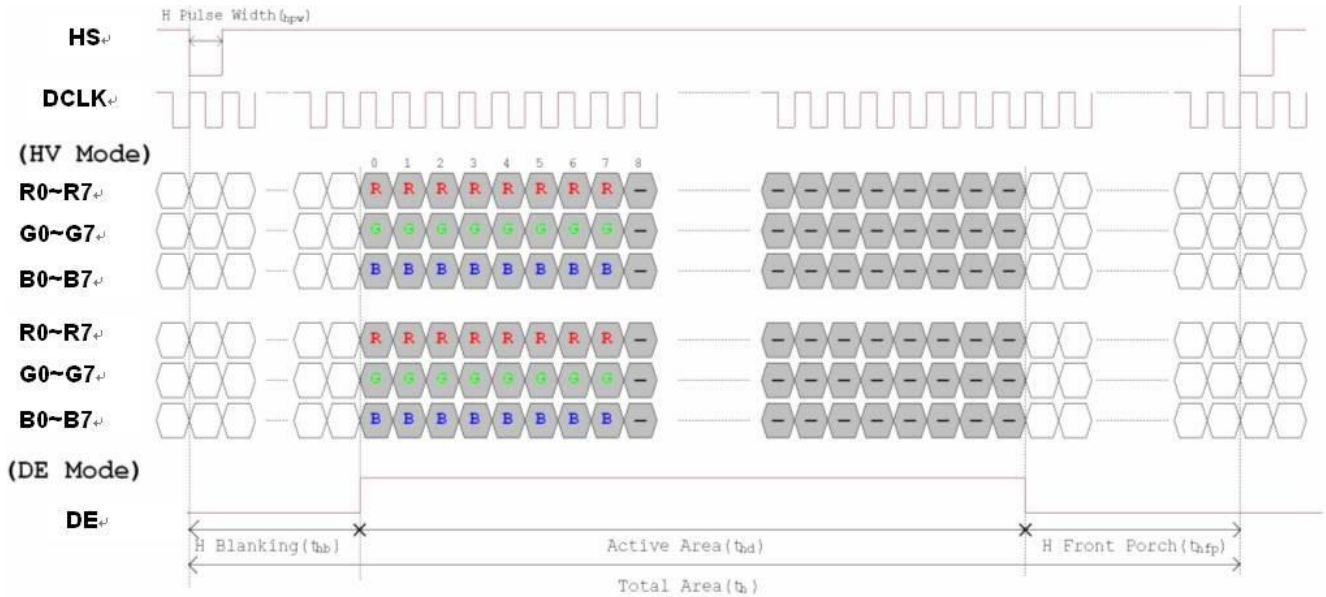 H Pulse Width(thpw)
HS
DCLK
(HV Mode)
0 1 2 3 4 5 6 7 8
R0~R7 R R R R R R R R - - - - - - - - -
G0~G7 G G G G G G G G - - - - - - - - -
B0~B7 B B B B B B B B - - - - - - - - -
R0~R7 R R R R R R R R - - - - - - - - -
G0~G7 G G G G G G G G - - - - - - - - -
B0~B7 B B B B B B B B - - - - - - - - -
(DE Mode)
DE
H Blanking(thb) Active Area(thd) H Front Porch(thfp)
Total Area(th)